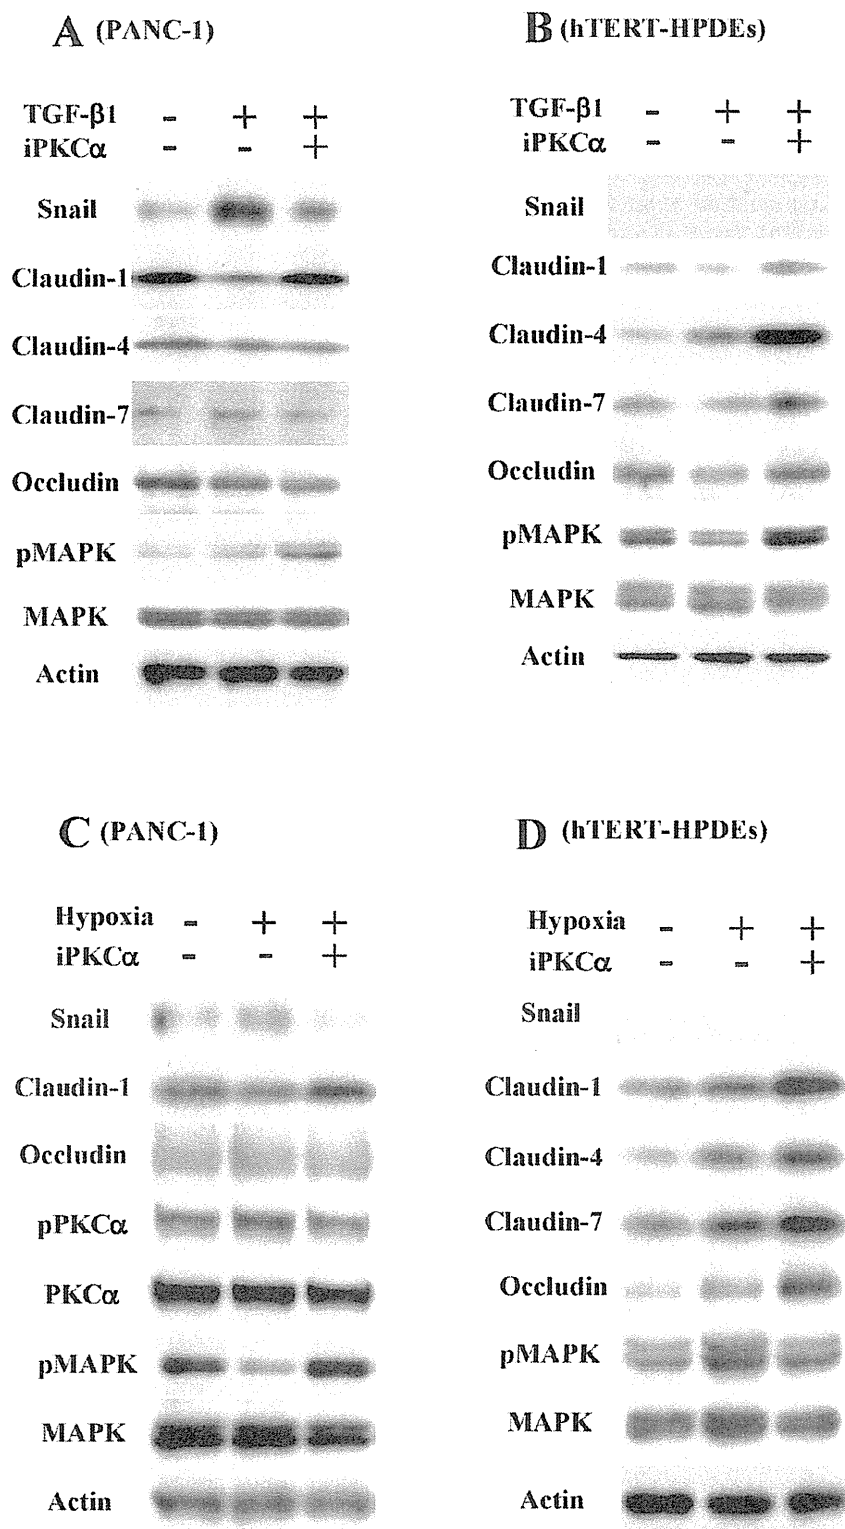 A (PANC-1)
TGF-β1 - + +
iPKCα - - +
Snail
Claudin-1
Claudin-4
Claudin-7
Occludin
pMAPK
MAPK
Actin
B (hTERT-HPDEs)
TGF-β1 - + +
iPKCα - - +
Snail
Claudin-1
Claudin-4
Claudin-7
Occludin
pMAPK
MAPK
Actin
C (PANC-1)
Hypoxia - + +
iPKCα - - +
Snail
Claudin-1
Occludin
pPKCα
PKCα
pMAPK
MAPK
Actin
D (hTERT-HPDEs)
Hypoxia - + +
iPKCα - - +
Snail
Claudin-1
Claudin-4
Claudin-7
Occludin
pMAPK
MAPK
Actin